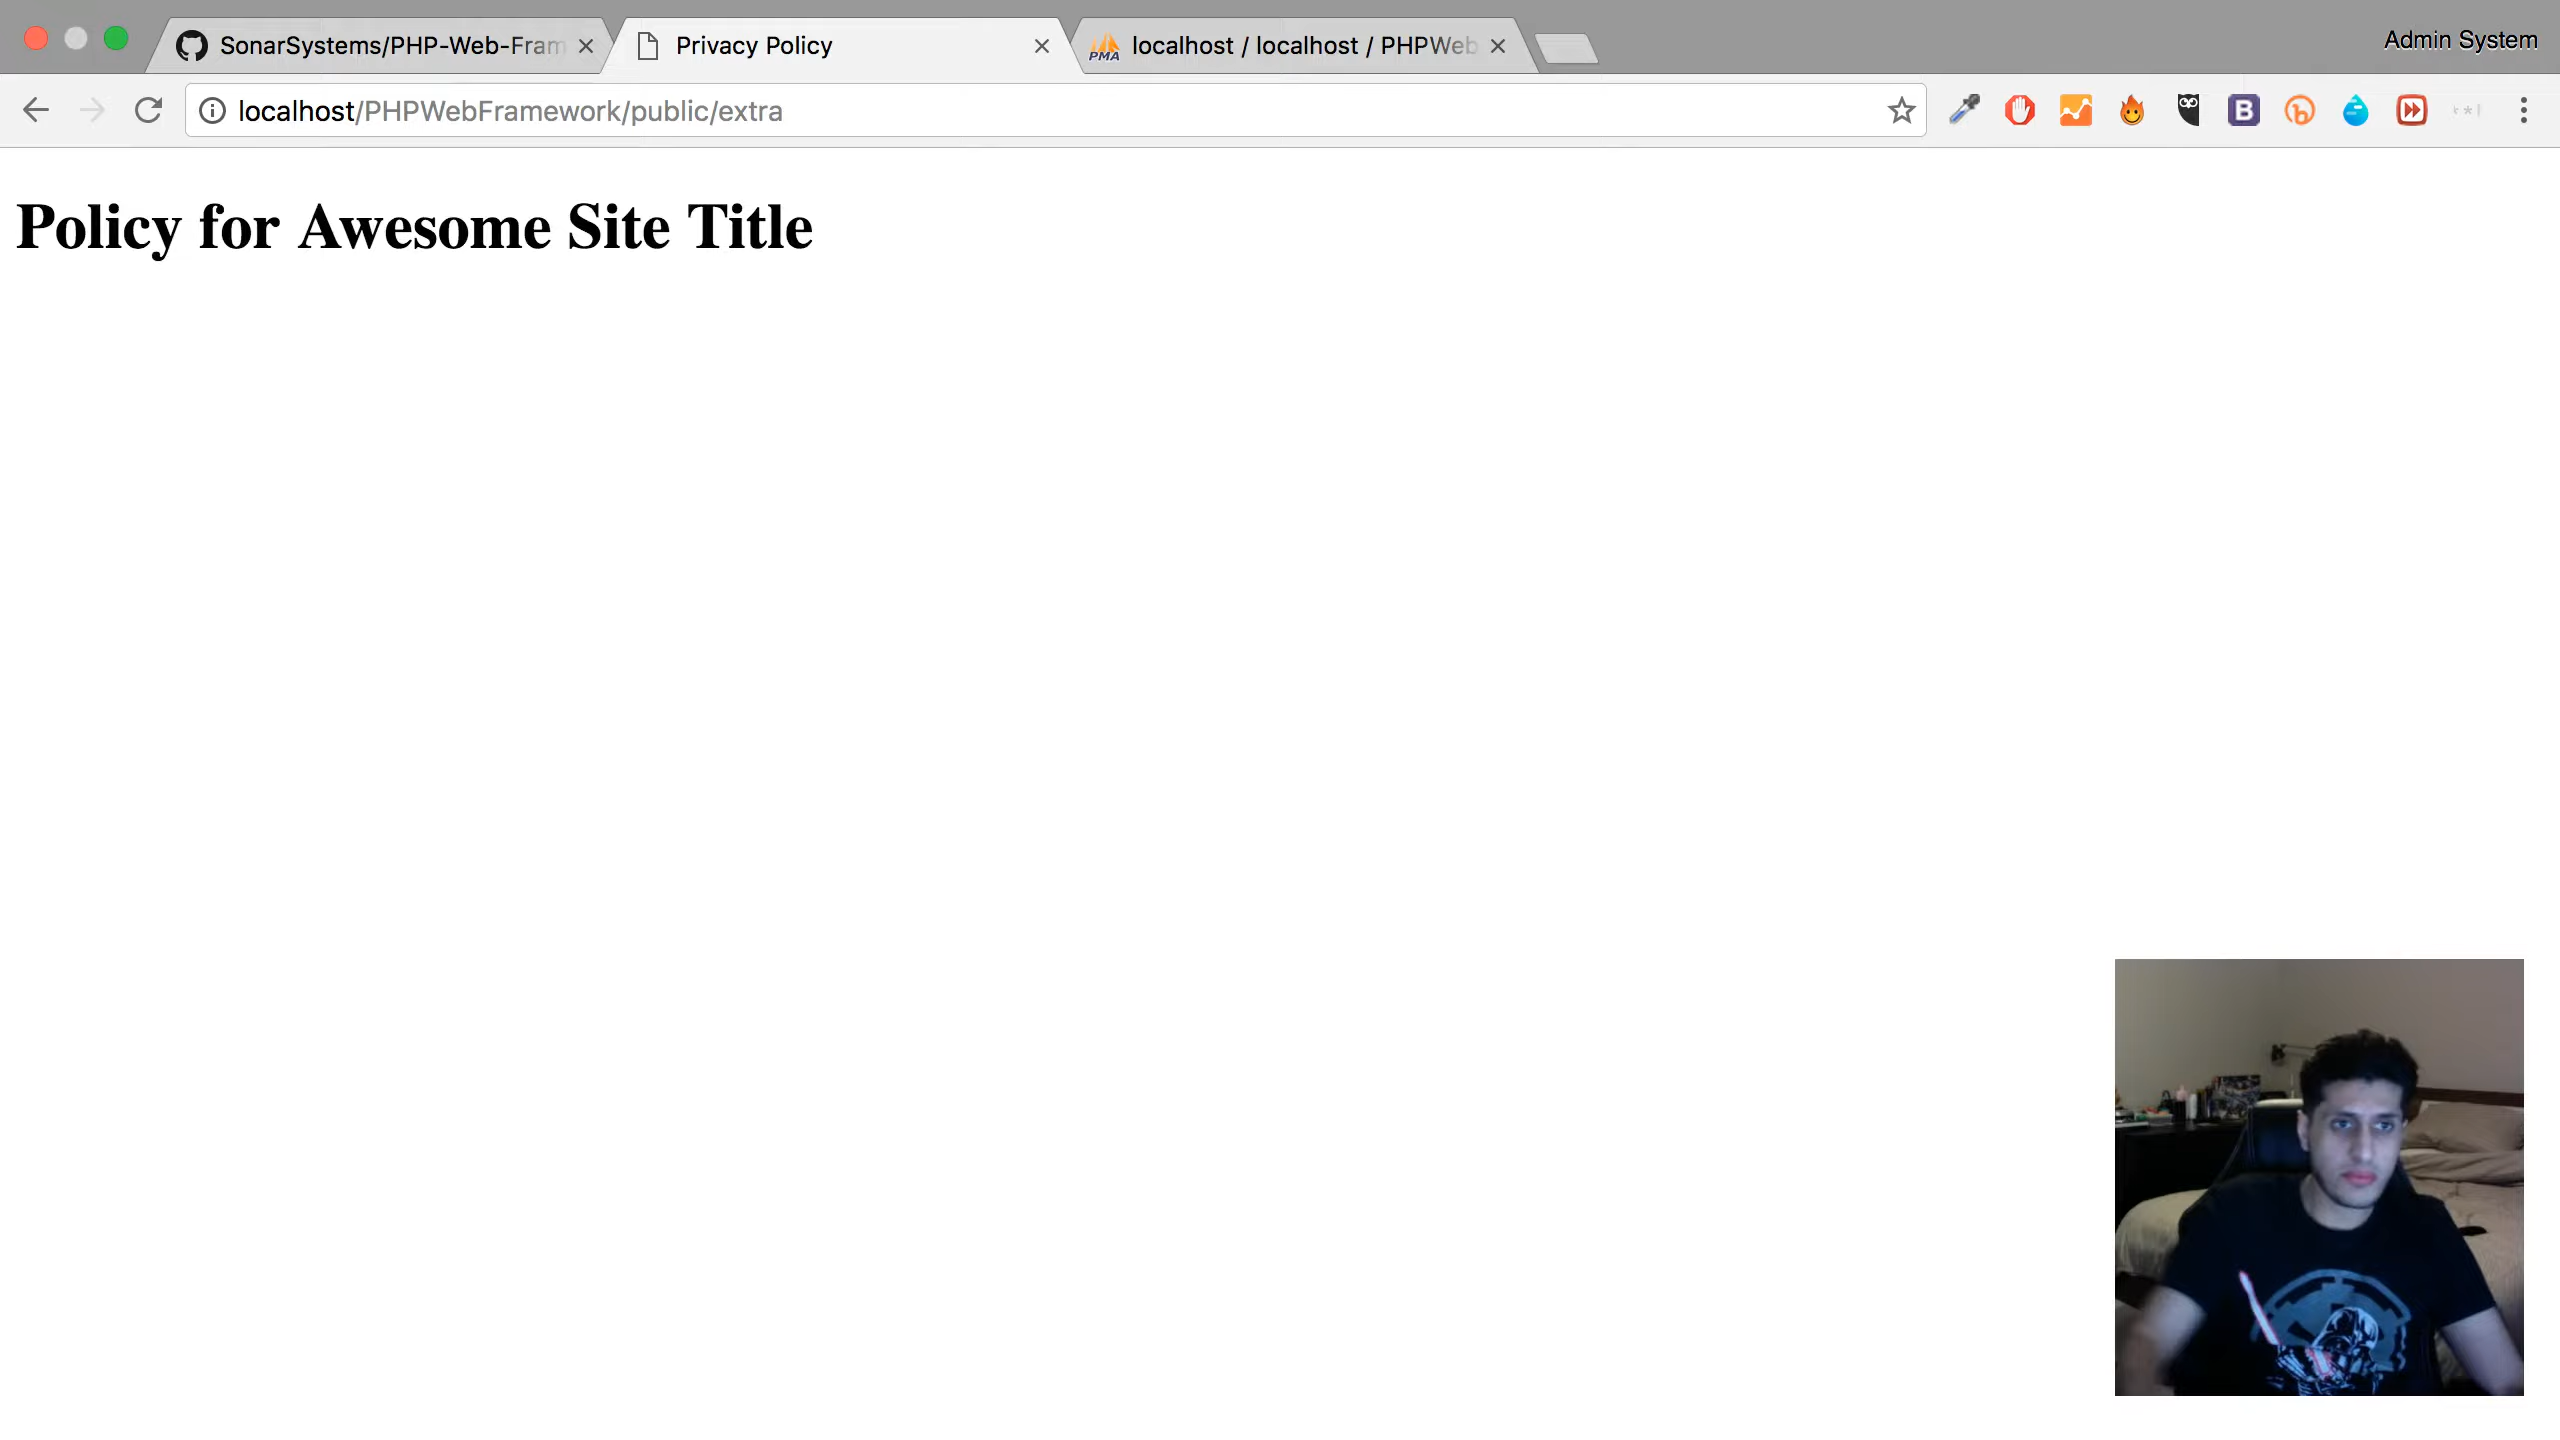 SonarSystems/PHP-Web-Fram
Privacy Policy
PMA
localhost / localhost / PHPWeb
Admin System
localhost/PHPWebFramework/public/extra
B
b
Policy for Awesome Site Title